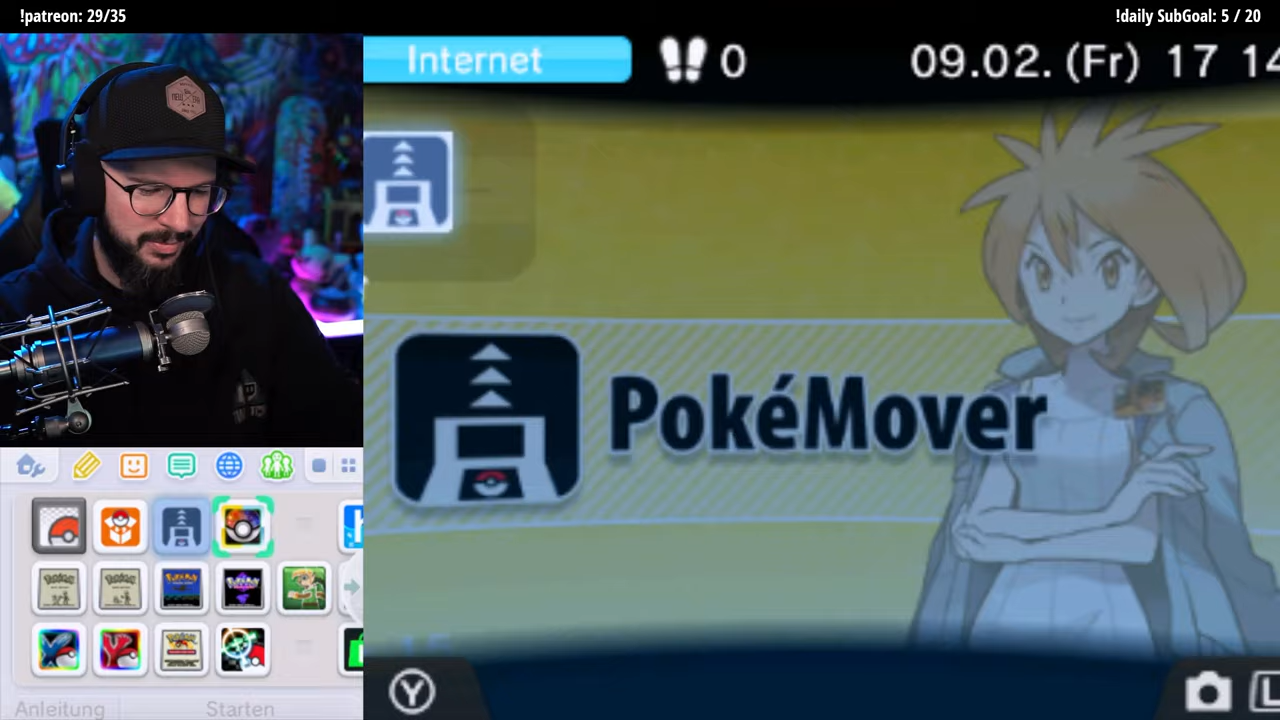 !patreon: 29/35
!daily SubGoal: 5 / 20
Internet
0
09.02. (Fr) 17 14
PokéMover
Y
Anleitung
Starten